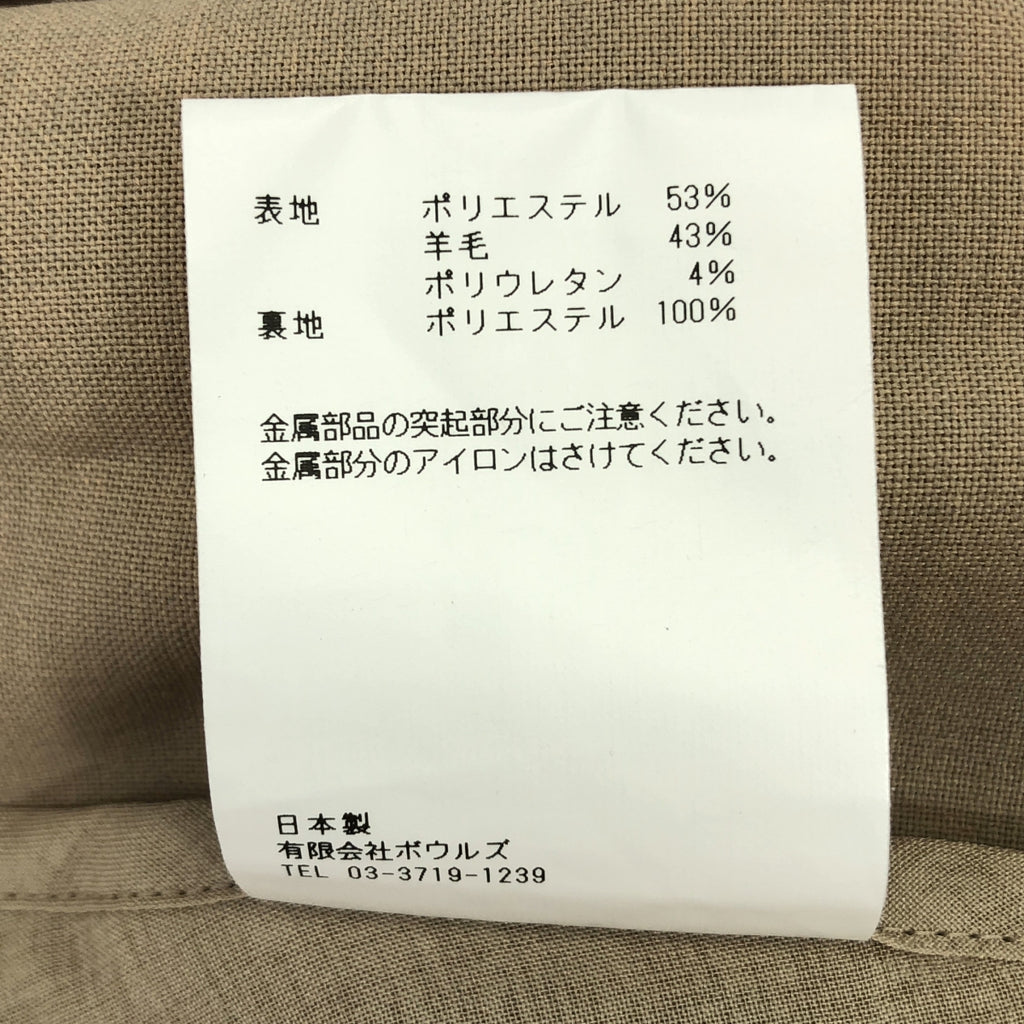 表地 ポリエステル 53%
羊毛 43%
ポリウレタン 4%
裏地 ポリエステル 100%
金属部品の突起部分にご注意ください。
金属部分のアイロンはさけてください。
日本製
有限会社ボウルズ
TEL 03-3719-1239